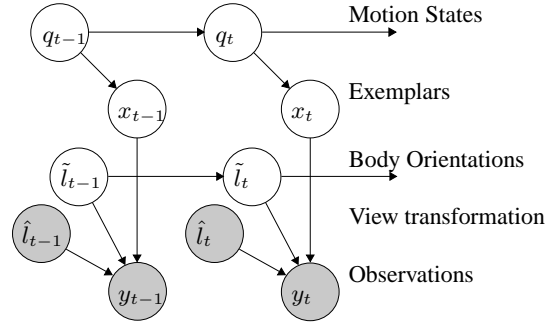 Motion States
q_{t−1} q_t
Exemplars
x_{t−1} x_t
Body Orientations
\tilde{l}_{t−1} \tilde{l}_t
View transformation
\hat{l}_{t−1} \hat{l}_t
Observations
y_{t−1} y_t